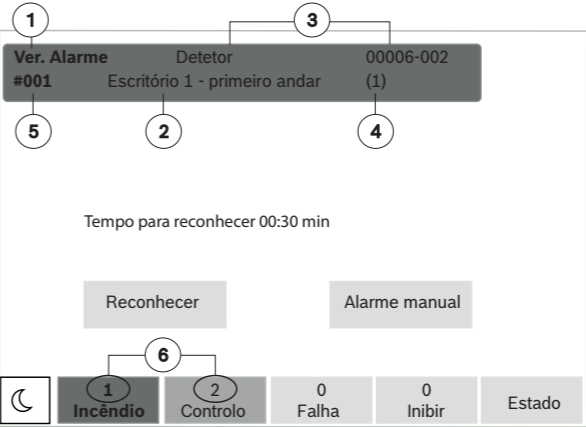 1 3
Ver. Alarme Detetor 00006-002
#001 Escritório 1 - primeiro andar (1)
5 2 4
Tempo para reconhecer 00:30 min
Reconhecer Alarme manual
6
1 2 0 0
Incêndio Controlo Falha Inibir Estado